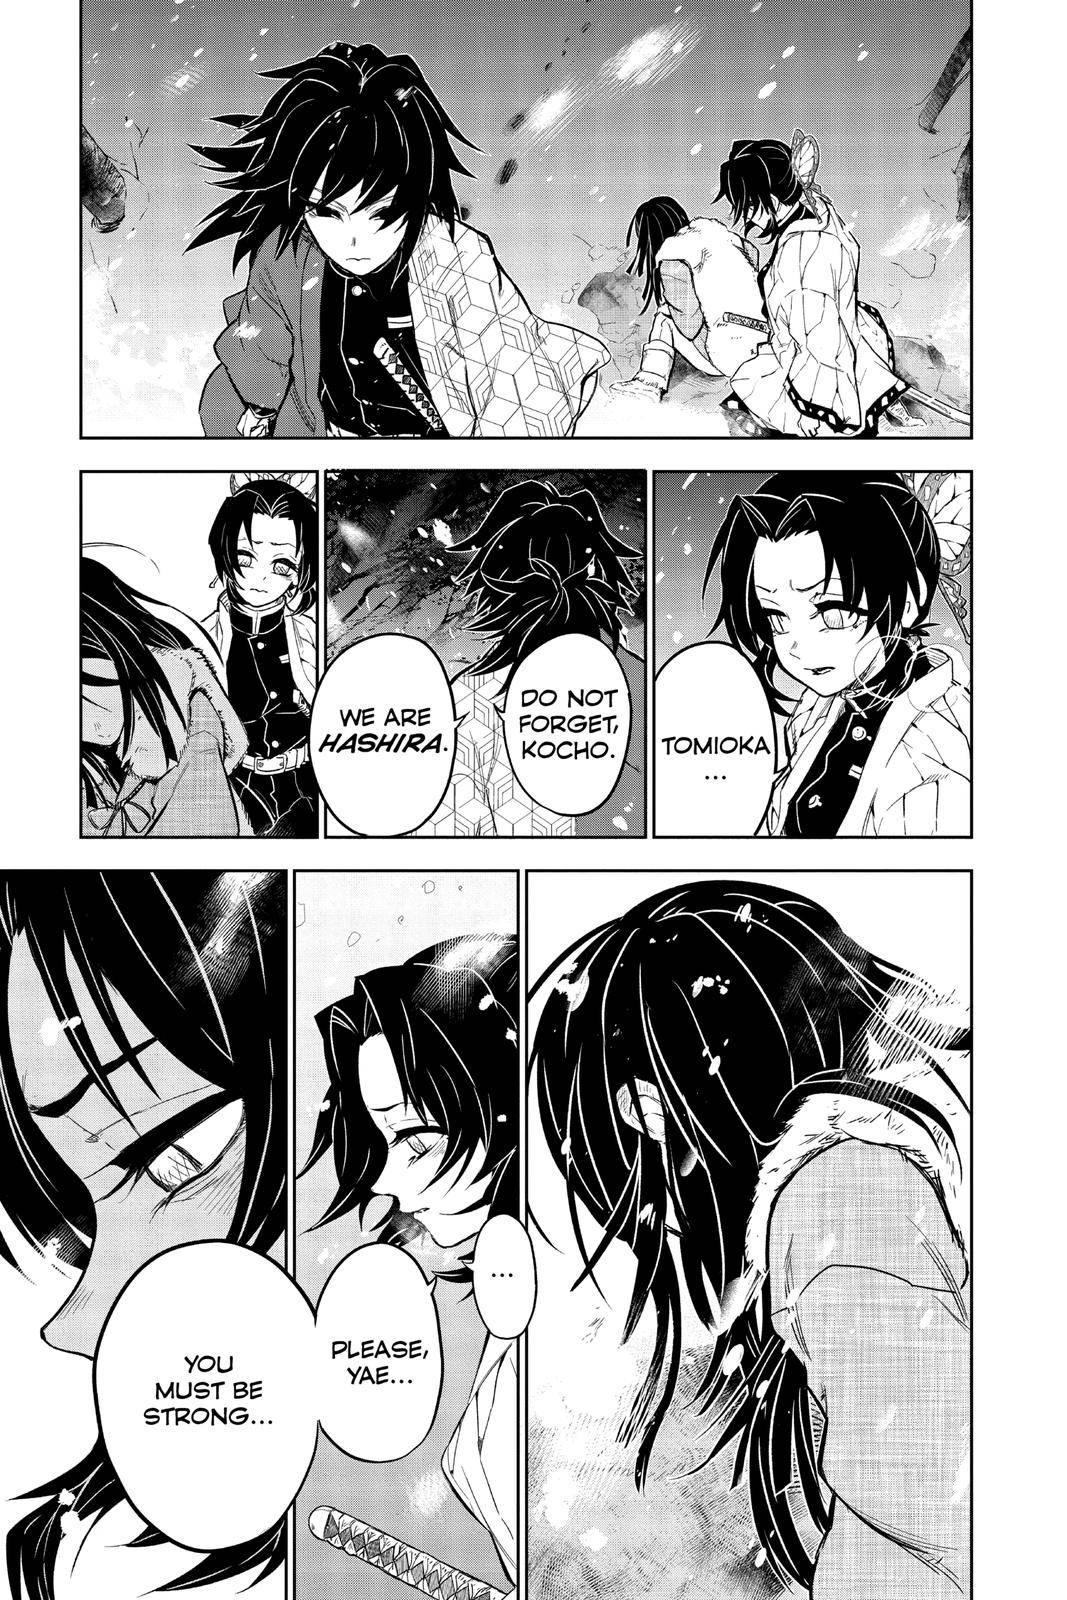 TOMIOKA
...
DO NOT
FORGET,
KOCHO.
WE ARE
HASHIRA.
...
PLEASE,
YAE...
YOU
MUST BE
STRONG...